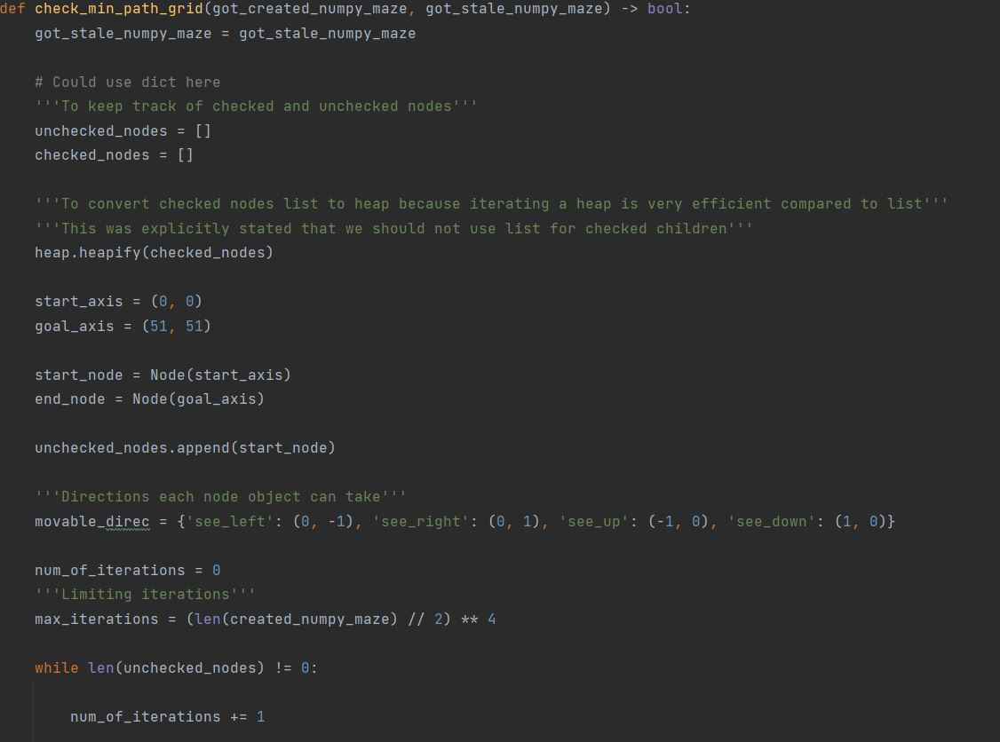 def check_min_path_grid(got_created_numpy_maze, got_stale_numpy_maze) -> bool:
    got_stale_numpy_maze = got_stale_numpy_maze
    # Could use dict here
    '''To keep track of checked and unchecked nodes'''
    unchecked_nodes = []
    checked_nodes = []
    '''To convert checked nodes list to heap because iterating a heap is very efficient compared to list'''
    '''This was explicitly stated that we should not use list for checked children'''
    heap.heapify(checked_nodes)
    start_axis = (0, 0)
    goal_axis = (51, 51)
    start_node = Node(start_axis)
    end_node = Node(goal_axis)
    unchecked_nodes.append(start_node)
    '''Directions each node object can take'''
    movable_direc = {'see_left': (0, -1), 'see_right': (0, 1), 'see_up': (-1, 0), 'see_down': (1, 0)}
    num_of_iterations = 0
    '''Limiting iterations'''
    max_iterations = (len(created_numpy_maze) // 2) ** 4
    while len(unchecked_nodes) != 0:
        num_of_iterations += 1